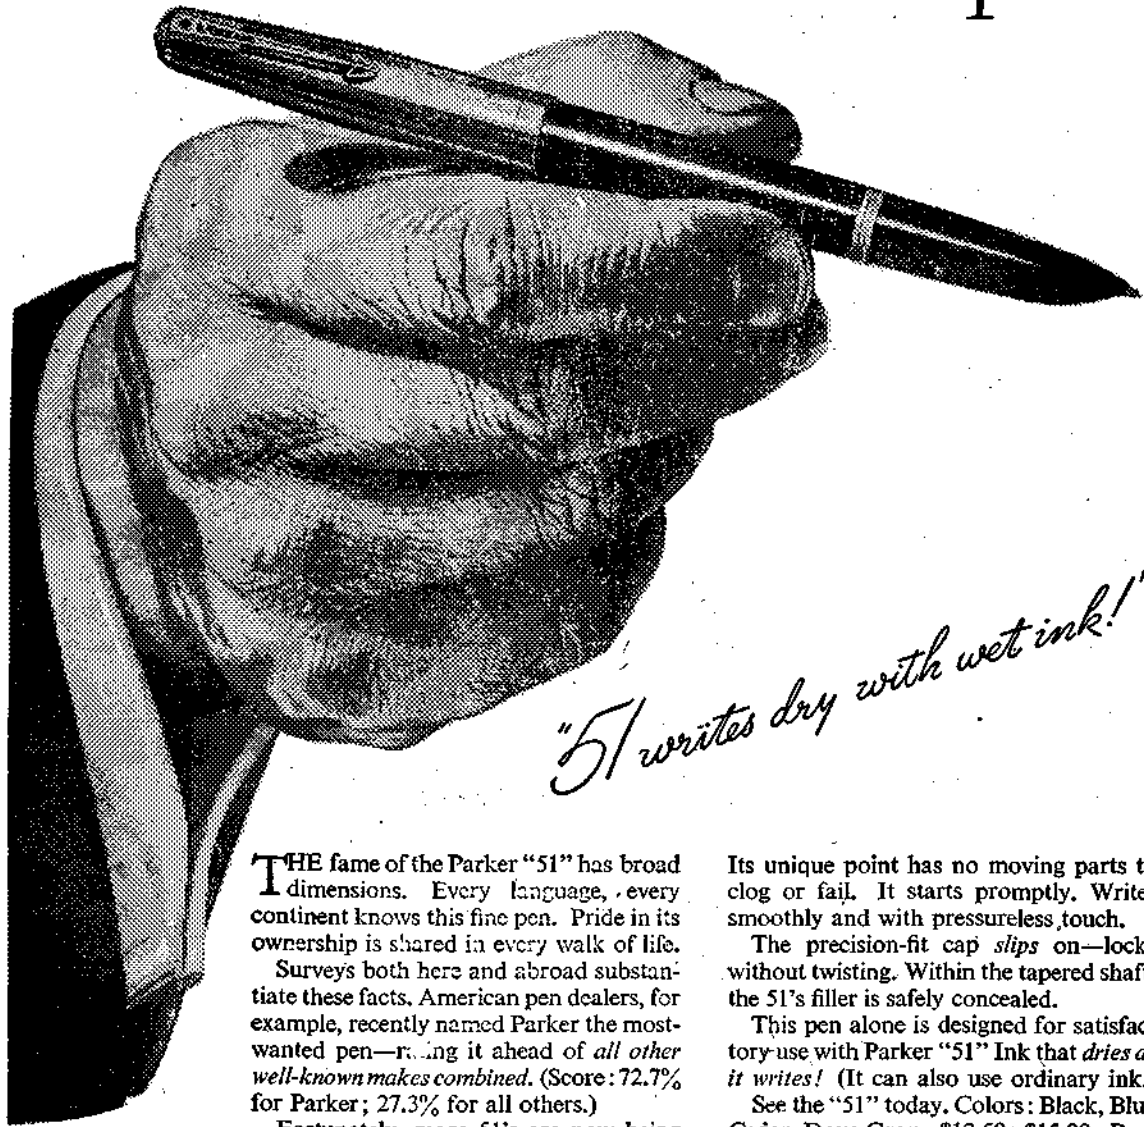 "51 writes dry with wet ink!"
THE fame of the Parker "51" has broad
dimensions. Every language, every
continent knows this fine pen. Pride in its
ownership is shared in every walk of life.
Surveys both here and abroad substan-
tiate these facts. American pen dealers, for
example, recently named Parker the most-
wanted pen—r...ing it ahead of all other
well-known makes combined. (Score: 72.7%
for Parker; 27.3% for all others.)
Its unique point has no moving parts t
clog or fail. It starts promptly. Write
smoothly and with pressureless touch.
The precision-fit cap slips on—lock
without twisting. Within the tapered shaf
the 51's filler is safely concealed.
This pen alone is designed for satisfac
tory use with Parker "51" Ink that dries a
it writes! (It can also use ordinary ink.
See the "51" today. Colors: Black, Blu